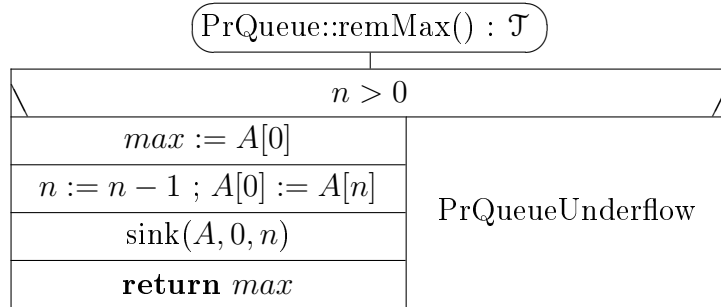 PrQueue::remMax() : 𝒯
n > 0
max := A[0]
n := n − 1 ; A[0] := A[n]
PrQueueUnderflow
sink(A, 0, n)
return max